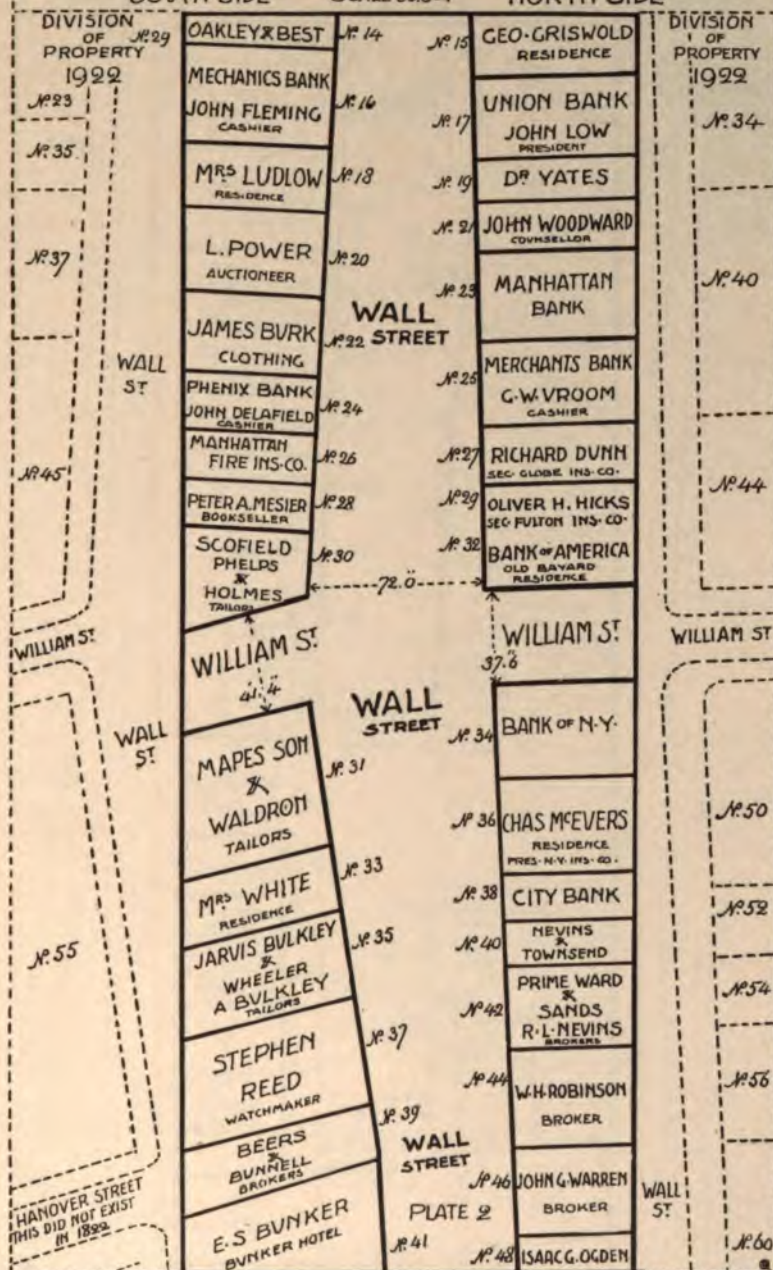 SOUTH SIDE
NORTH SIDE
DIVISION
OF
PROPERTY
1922
Nº 29
Nº 23
Nº 35
Nº 37
Nº 45
WILLIAM ST
Nº 55
HANOVER STREET
THIS DID NOT EXIST
IN 1822
WALL
ST
WALL
ST.
OAKLEY & BEST
Nº 14
MECHANICS BANK
JOHN FLEMING
CASHIER
Nº 16
MRS LUDLOW
RESIDENCE
Nº 18
L. POWER
AUCTIONEER
Nº 20
JAMES BURK
CLOTHING
Nº 22
PHENIX BANK
JOHN DELAFIELD
CASHIER
Nº 24
MANHATTAN
FIRE INS-CO.
Nº 26
PETER A. MESIER
BOOKSELLER
Nº 28
SCOFIELD
PHELPS
&
HOLMES
TAILORS
Nº 30
WILLIAM ST.
41.4
MAPES SON
&
WALDRON
TAILORS
Nº 31
MRS WHITE
RESIDENCE
Nº 33
JARVIS BULKLEY
&
WHEELER
A BULKLEY
TAILORS
Nº 35
STEPHEN
REED
WATCHMAKER
Nº 37
BEERS
&
BUNNELL
BROKERS
Nº 39
E. S BUNKER
BUNKER HOTEL
Nº 41
WALL
STREET
72.0
WALL
STREET
WALL
STREET
PLATE 2
Nº 15
GEO. GRISWOLD
RESIDENCE
Nº 17
UNION BANK
JOHN LOW
PRESIDENT
Nº 19
DR YATES
Nº 21
JOHN WOODWARD
COUNSELLOR
Nº 23
MANHATTAN
BANK
Nº 25
MERCHANTS BANK
G. W. VROOM
CASHIER
Nº 27
RICHARD DUNN
SEC. GLOBE INS. CO.
Nº 29
OLIVER H. HICKS
SEC FULTON INS. CO.
Nº 32
BANK OF AMERICA
OLD BAYARD
RESIDENCE
WILLIAM ST.
37.6
Nº 34
BANK OF N.Y.
Nº 36
CHAS McEVERS
RESIDENCE
PRES. N.Y. INS. CO.
Nº 38
CITY BANK
Nº 40
NEVINS
&
TOWNSEND
Nº 42
PRIME WARD
&
SANDS
R. L. NEVINS
BROKERS
Nº 44
W. H. ROBINSON
BROKER
Nº 46
JOHN G. WARREN
BROKER
Nº 48
ISAAC G. OGDEN
DIVISION
OF
PROPERTY
1922
Nº 34
Nº 40
Nº 44
WILLIAM ST
Nº 50
Nº 52
Nº 54
Nº 56
WALL
ST.
Nº 60